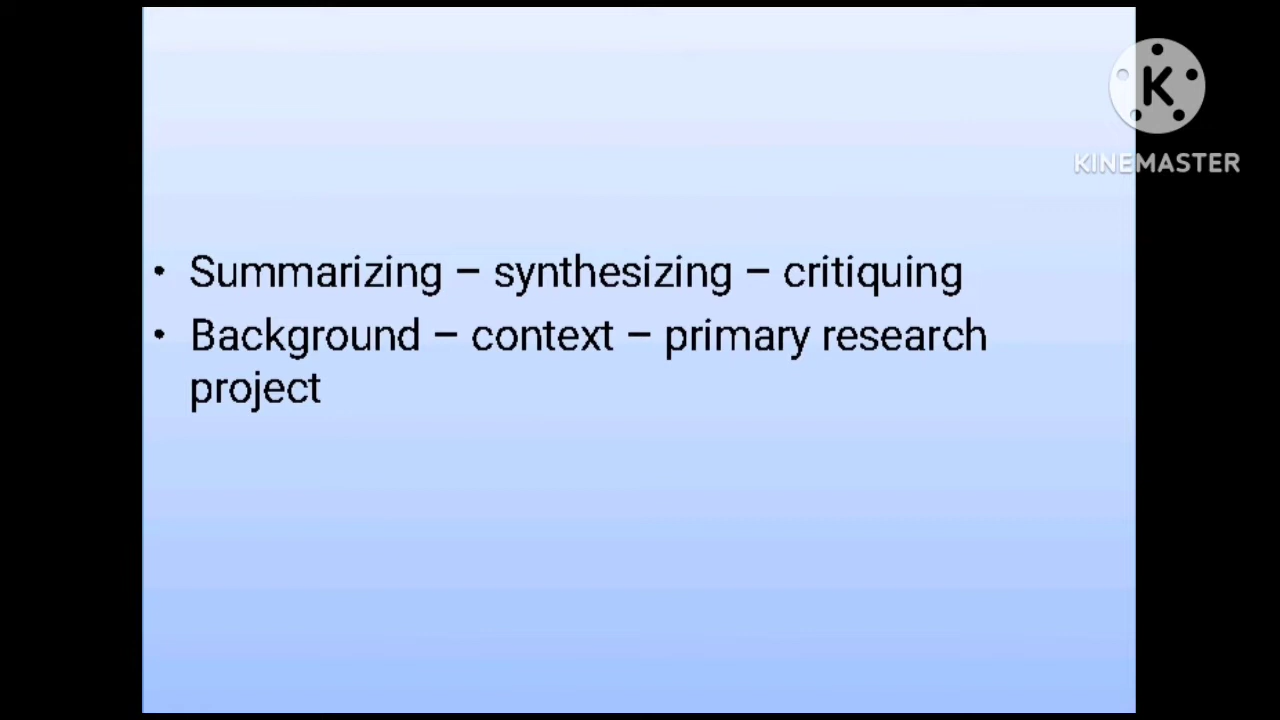 K
KINEMASTER
• Summarizing – synthesizing – critiquing
• Background – context – primary research
project